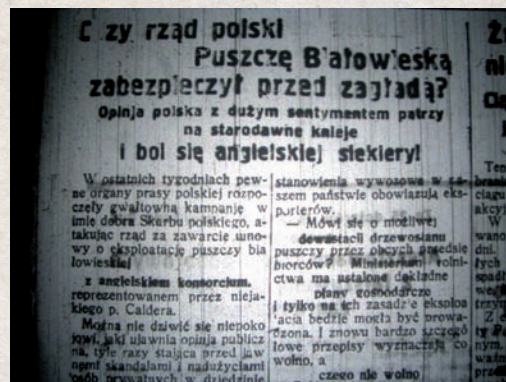 Czy rząd polski
Puszczę Białowieską
zabezpieczył przed zagładą?
Opinja polska z dużym sentymentem patrzy
na starodawne knieje
i boi się angielskiej siekiery!
W ostatnich tygodniach pew-
ne organy prasy polskiej rozpo-
częły gwałtowną kampanję w
imię dobra Skarbu polskiego, a-
takując rząd za zawarcie umo-
wy o eksploatację puszczy bia
łowieskiej
z angielskiem konsorcjum,
reprezentowanem przez nieja-
kiego p. Caldera.
Można nie dziwić się niepoko
jowi, jaki ujawnia opinja publicz
na, tyle razy stająca przed jaw
nemi skandalami i nadużyciami
osób prywatnych w dziedzinie
stanowienia wywozowe w na-
szem państwie obowiązują eks-
porterów.
— Mówi się o możliwej
dewastacji drzewostanu
puszczy przez obcych przedsię
biorców? Ministerjum rolni-
ctwa ma ustalone dokładne
plany gospodarcze
i tylko na ich zasadzie eksploa
tacja będzie mogła być prowa-
dzona. I znowu bardzo szczegó
łowe przepisy wyznaczają co
wolno, a
czego nie wolno